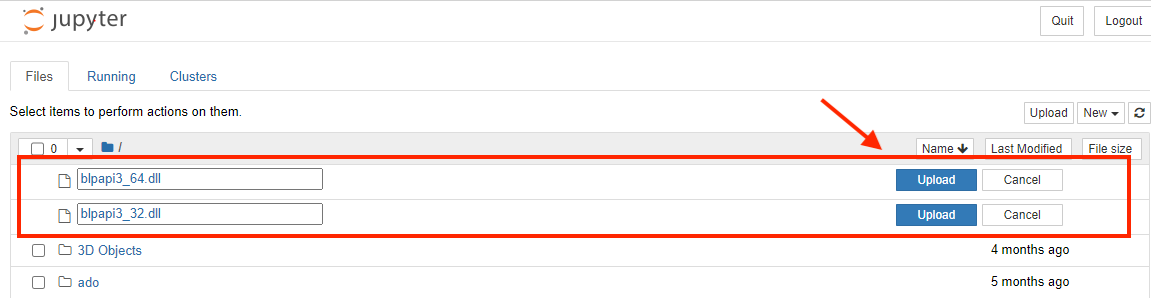 jupyter
Quit Logout
Files Running Clusters
Select items to perform actions on them.
Upload New
0 / Name Last Modified File size
blpapi3_64.dll Upload Cancel
blpapi3_32.dll Upload Cancel
3D Objects 4 months ago
ado 5 months ago